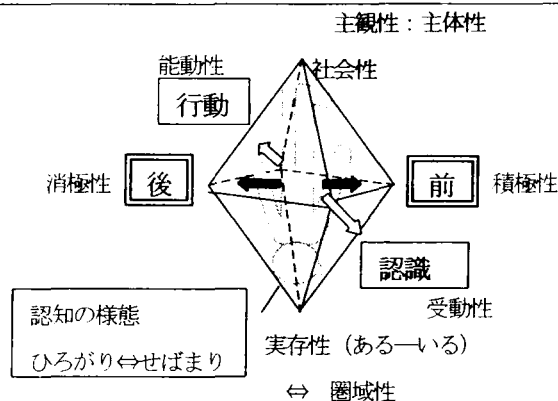 主観性：主体性
能動性
社会性
行動
消極性
後
前
積極性
認識
受動性
認知の様態
ひろがり⇔せばまり
実存性（ある―いる）
⇔ 圏域性